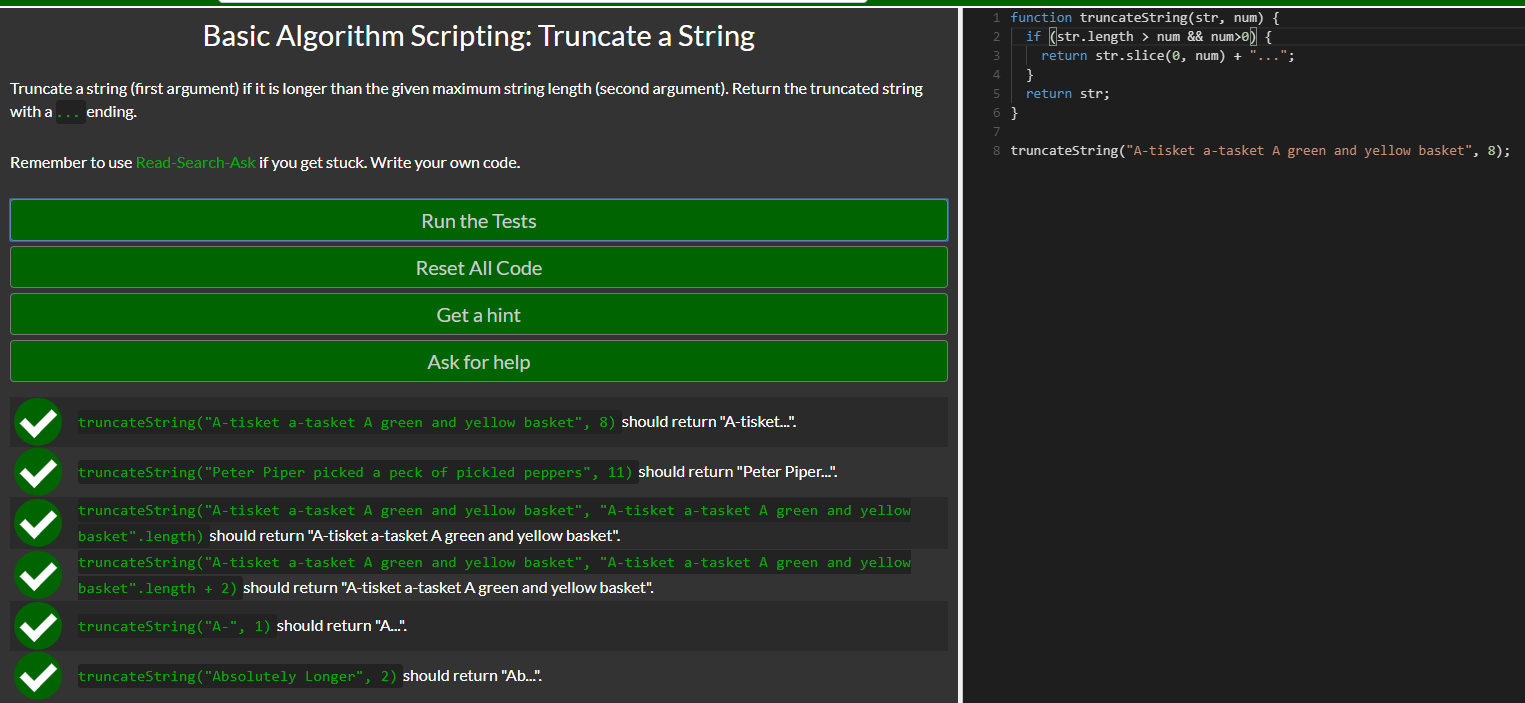 Basic Algorithm Scripting: Truncate a String
Truncate a string (first argument) if it is longer than the given maximum string length (second argument). Return the truncated string
with a ... ending.
Remember to use Read-Search-Ask if you get stuck. Write your own code.
Run the Tests
Reset All Code
Get a hint
Ask for help
truncateString("A-tisket a-tasket A green and yellow basket", 8) should return "A-tisket...".
truncateString("Peter Piper picked a peck of pickled peppers", 11) should return "Peter Piper...".
truncateString("A-tisket a-tasket A green and yellow basket", "A-tisket a-tasket A green and yellow
basket".length) should return "A-tisket a-tasket A green and yellow basket".
truncateString("A-tisket a-tasket A green and yellow basket", "A-tisket a-tasket A green and yellow
basket".length + 2) should return "A-tisket a-tasket A green and yellow basket".
truncateString("A-", 1) should return "A...".
truncateString("Absolutely Longer", 2) should return "Ab...".
1 function truncateString(str, num) {
2 if (str.length > num && num>0) {
3 return str.slice(0, num) + "...";
4 }
5 return str;
6 }
7
8 truncateString("A-tisket a-tasket A green and yellow basket", 8);